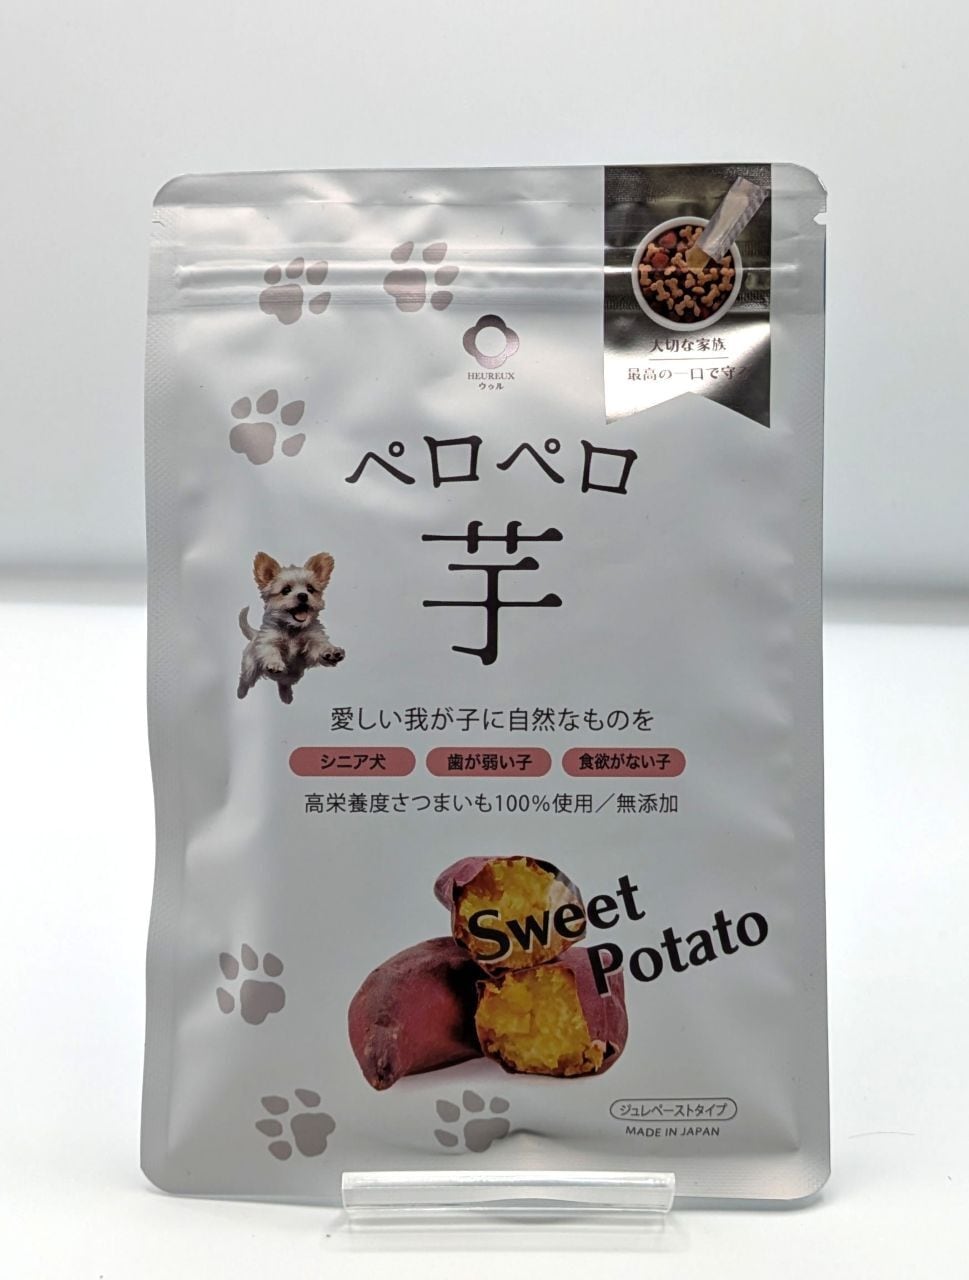 大切な家族
最高の一口で守る
HEUREUX
ウゥル
ペロペロ
芋
愛しい我が子に自然なものを
シニア犬
歯が弱い子
食欲がない子
高栄養度さつまいも100%使用／無添加
Sweet
Potato
ジュレペーストタイプ
MADE IN JAPAN